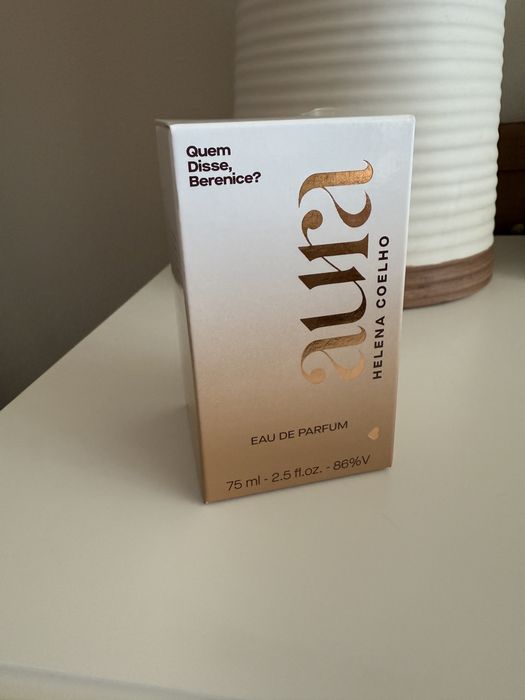 Quem
Disse,
Berenice?
aura
HELENA COELHO
EAU DE PARFUM
75 ml - 2.5 fl.oz. - 86%V